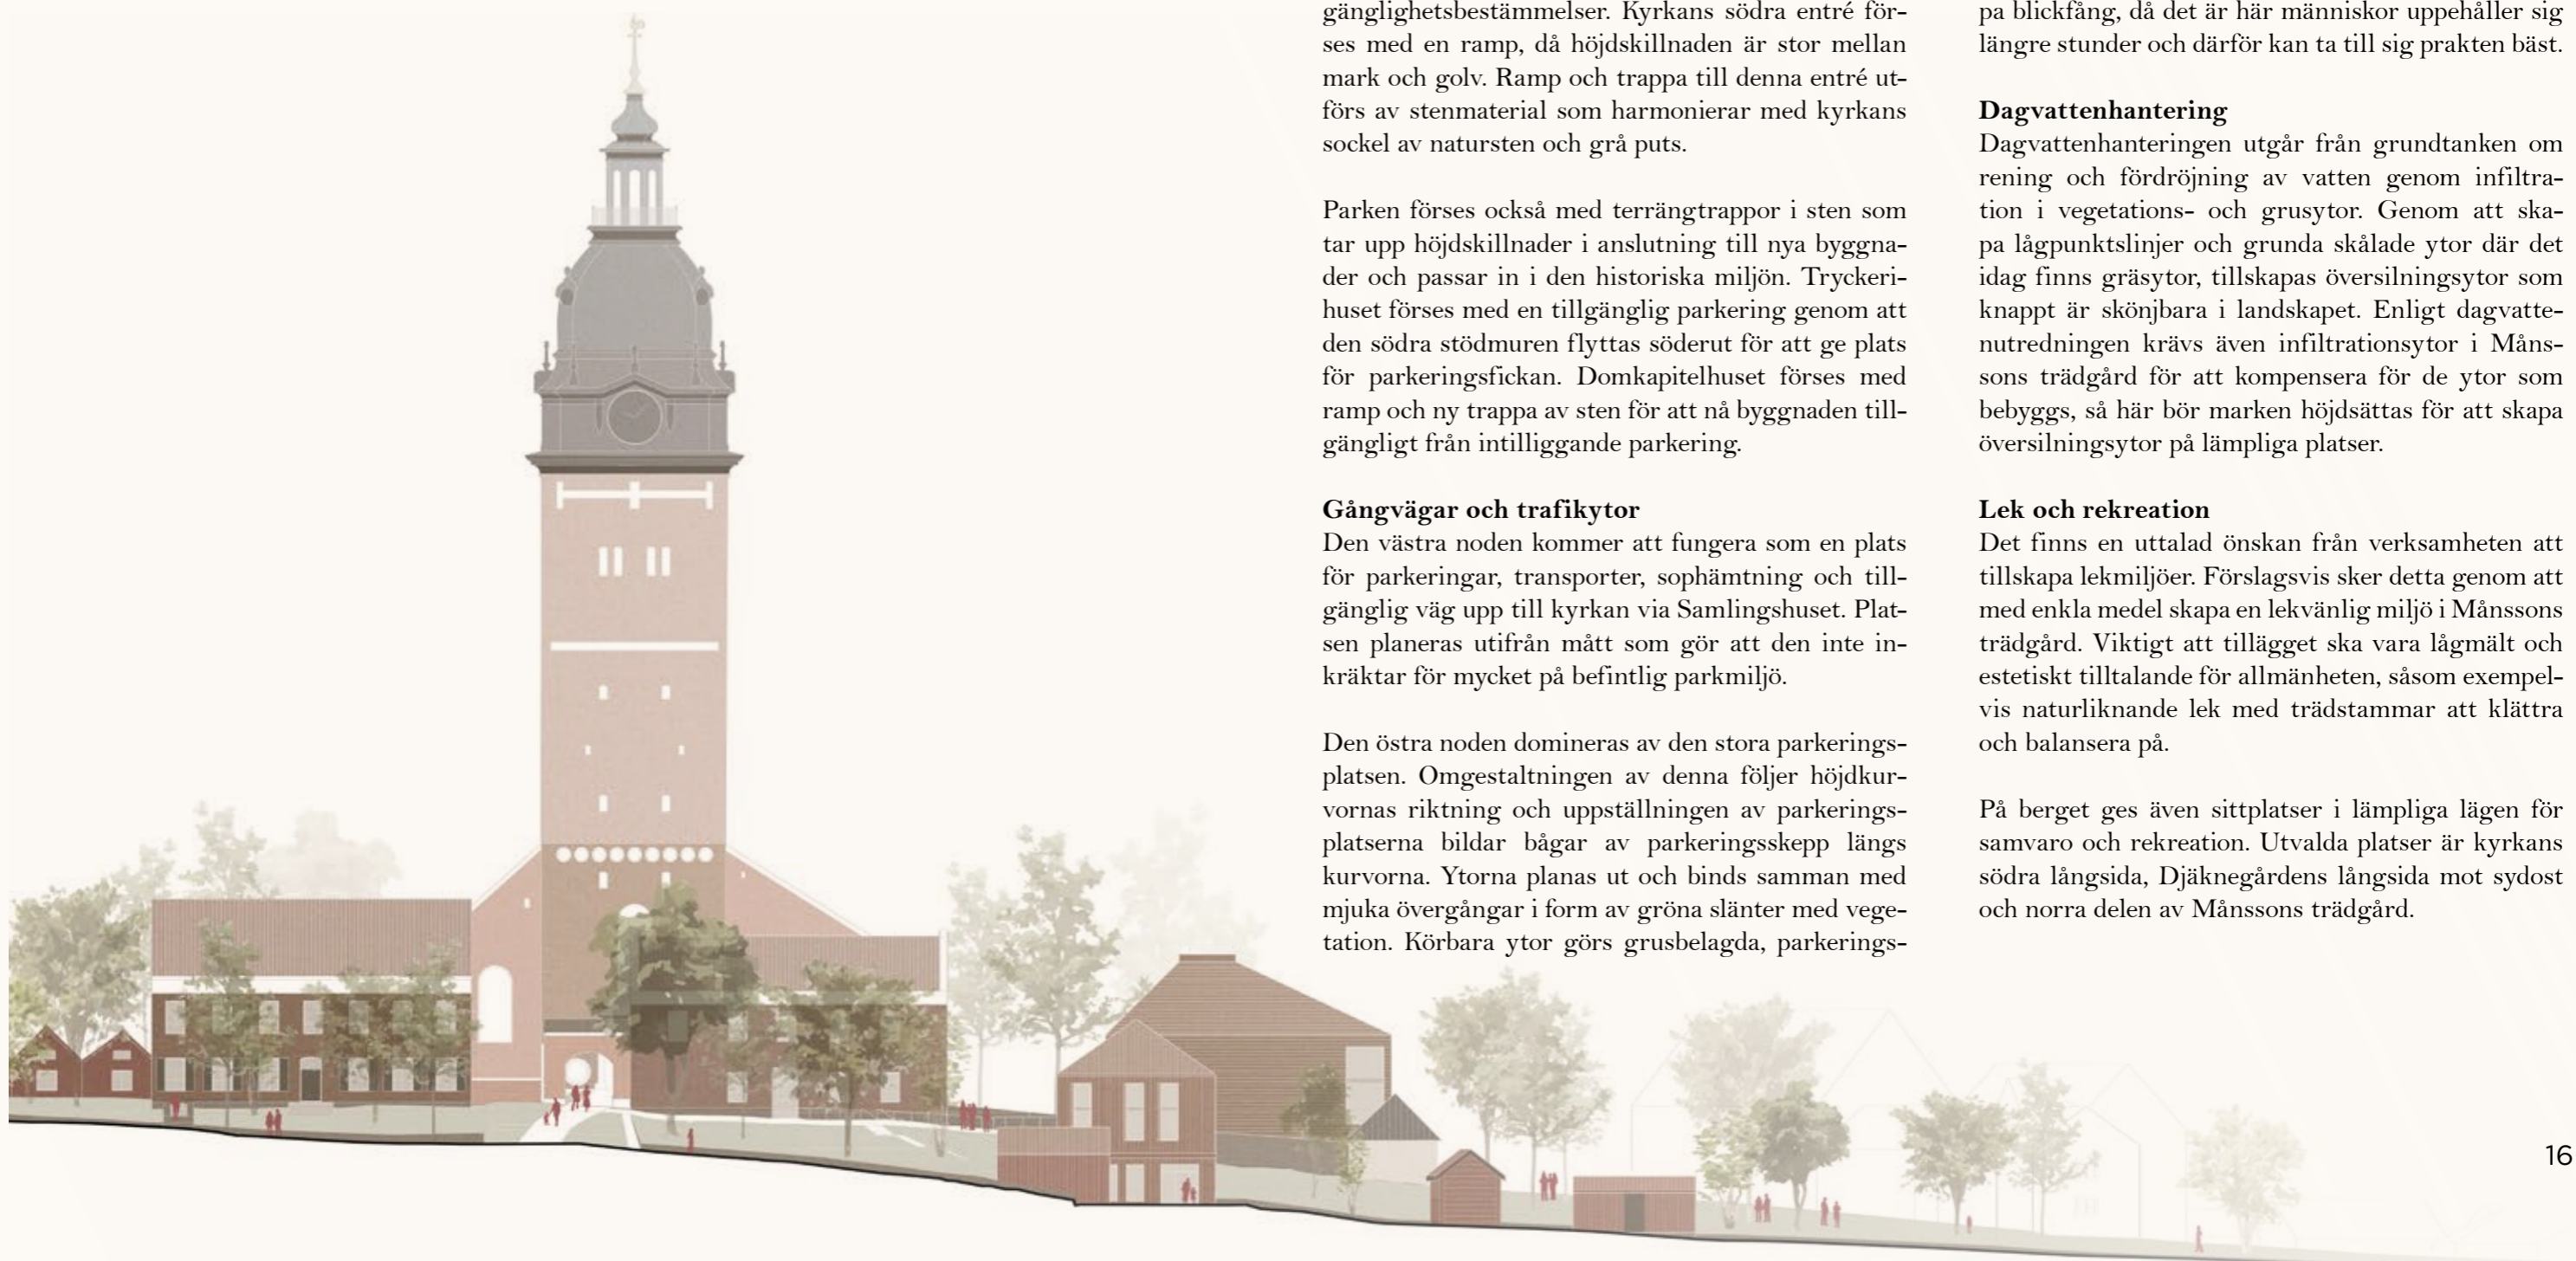 gänglighetsbestämmelser. Kyrkans södra entré för-
ses med en ramp, då höjdskillnaden är stor mellan
mark och golv. Ramp och trappa till denna entré ut-
förs av stenmaterial som harmonierar med kyrkans
sockel av natursten och grå puts.

Parken förses också med terrängtrappor i sten som
tar upp höjdskillnader i anslutning till nya byggna-
der och passar in i den historiska miljön. Tryckeri-
huset förses med en tillgänglig parkering genom att
den södra stödmuren flyttas söderut för att ge plats
för parkeringsfickan. Domkapitelhuset förses med
ramp och ny trappa av sten för att nå byggnaden till-
gängligt från intilliggande parkering.

Gångvägar och trafikytor
Den västra noden kommer att fungera som en plats
för parkeringar, transporter, sophämtning och till-
gänglig väg upp till kyrkan via Samlingshuset. Plat-
sen planeras utifrån mått som gör att den inte in-
kräktar för mycket på befintlig parkmiljö.

Den östra noden domineras av den stora parkerings-
platsen. Omgestaltningen av denna följer höjdkur-
vornas riktning och uppställningen av parkerings-
platserna bildar bågar av parkeringsskepp längs
kurvorna. Ytorna planas ut och binds samman med
mjuka övergångar i form av gröna slänter med vege-
tation. Körbara ytor görs grusbelagda, parkerings-

pa blickfång, då det är här människor uppehåller sig
längre stunder och därför kan ta till sig prakten bäst.

Dagvattenhantering
Dagvattenhanteringen utgår från grundtanken om
rening och fördröjning av vatten genom infiltra-
tion i vegetations- och grusytor. Genom att ska-
pa lågpunktslinjer och grunda skålade ytor där det
idag finns gräsytor, tillskapas översilningsytor som
knappt är skönjbara i landskapet. Enligt dagvatte-
nutredningen krävs även infiltrationsytor i Måns-
sons trädgård för att kompensera för de ytor som
bebyggs, så här bör marken höjdsättas för att skapa
översilningsytor på lämpliga platser.

Lek och rekreation
Det finns en uttalad önskan från verksamheten att
tillskapa lekmiljöer. Förslagsvis sker detta genom att
med enkla medel skapa en lekvänlig miljö i Månssons
trädgård. Viktigt att tillägget ska vara lågmält och
estetiskt tilltalande för allmänheten, såsom exempel-
vis naturliknande lek med trädstammar att klättra
och balansera på.

På berget ges även sittplatser i lämpliga lägen för
samvaro och rekreation. Utvalda platser är kyrkans
södra långsida, Djäknegårdens långsida mot sydost
och norra delen av Månssons trädgård.

16